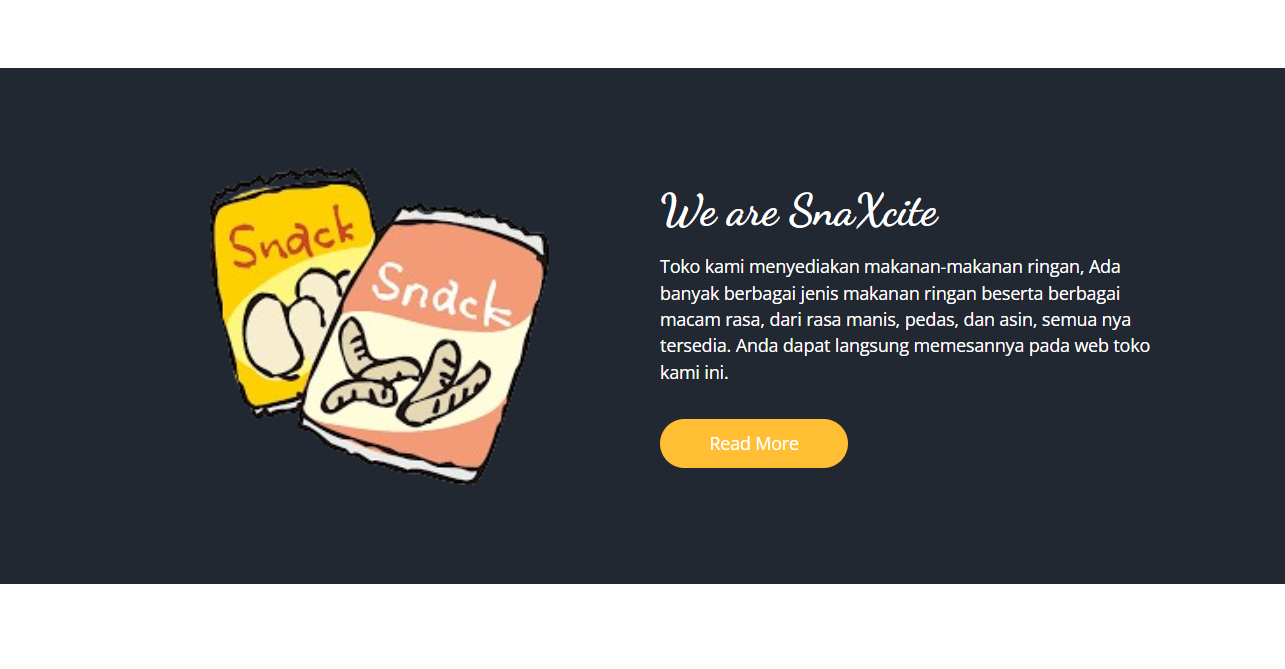 Snack
Snack
We are SnaXcite
Toko kami menyediakan makanan-makanan ringan, Ada
banyak berbagai jenis makanan ringan beserta berbagai
macam rasa, dari rasa manis, pedas, dan asin, semua nya
tersedia. Anda dapat langsung memesannya pada web toko
kami ini.
Read More